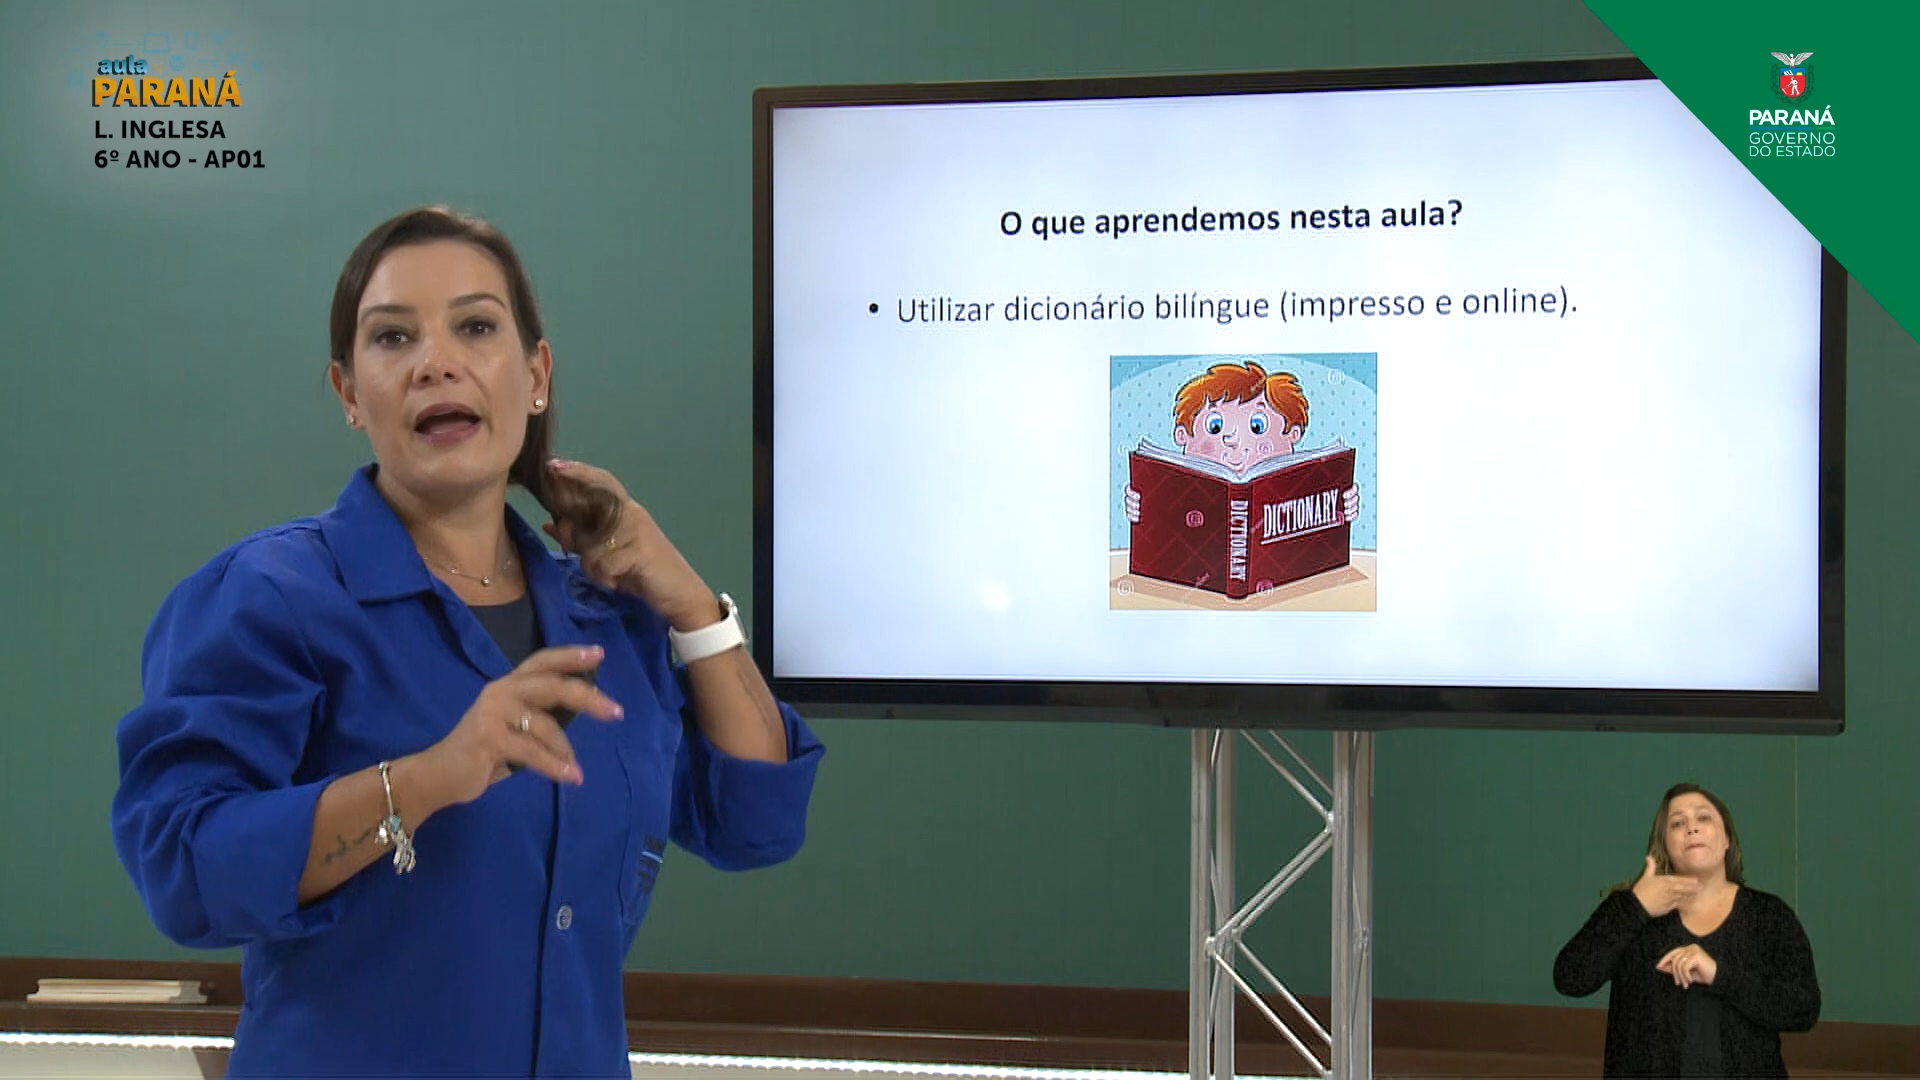 aula
PARANÁ
L. INGLESA
6º ANO - AP01
PARANÁ
GOVERNO
DO ESTADO
O que aprendemos nesta aula?
• Utilizar dicionário bilíngue (impresso e online).
DICTIONARY
DICTIONARY